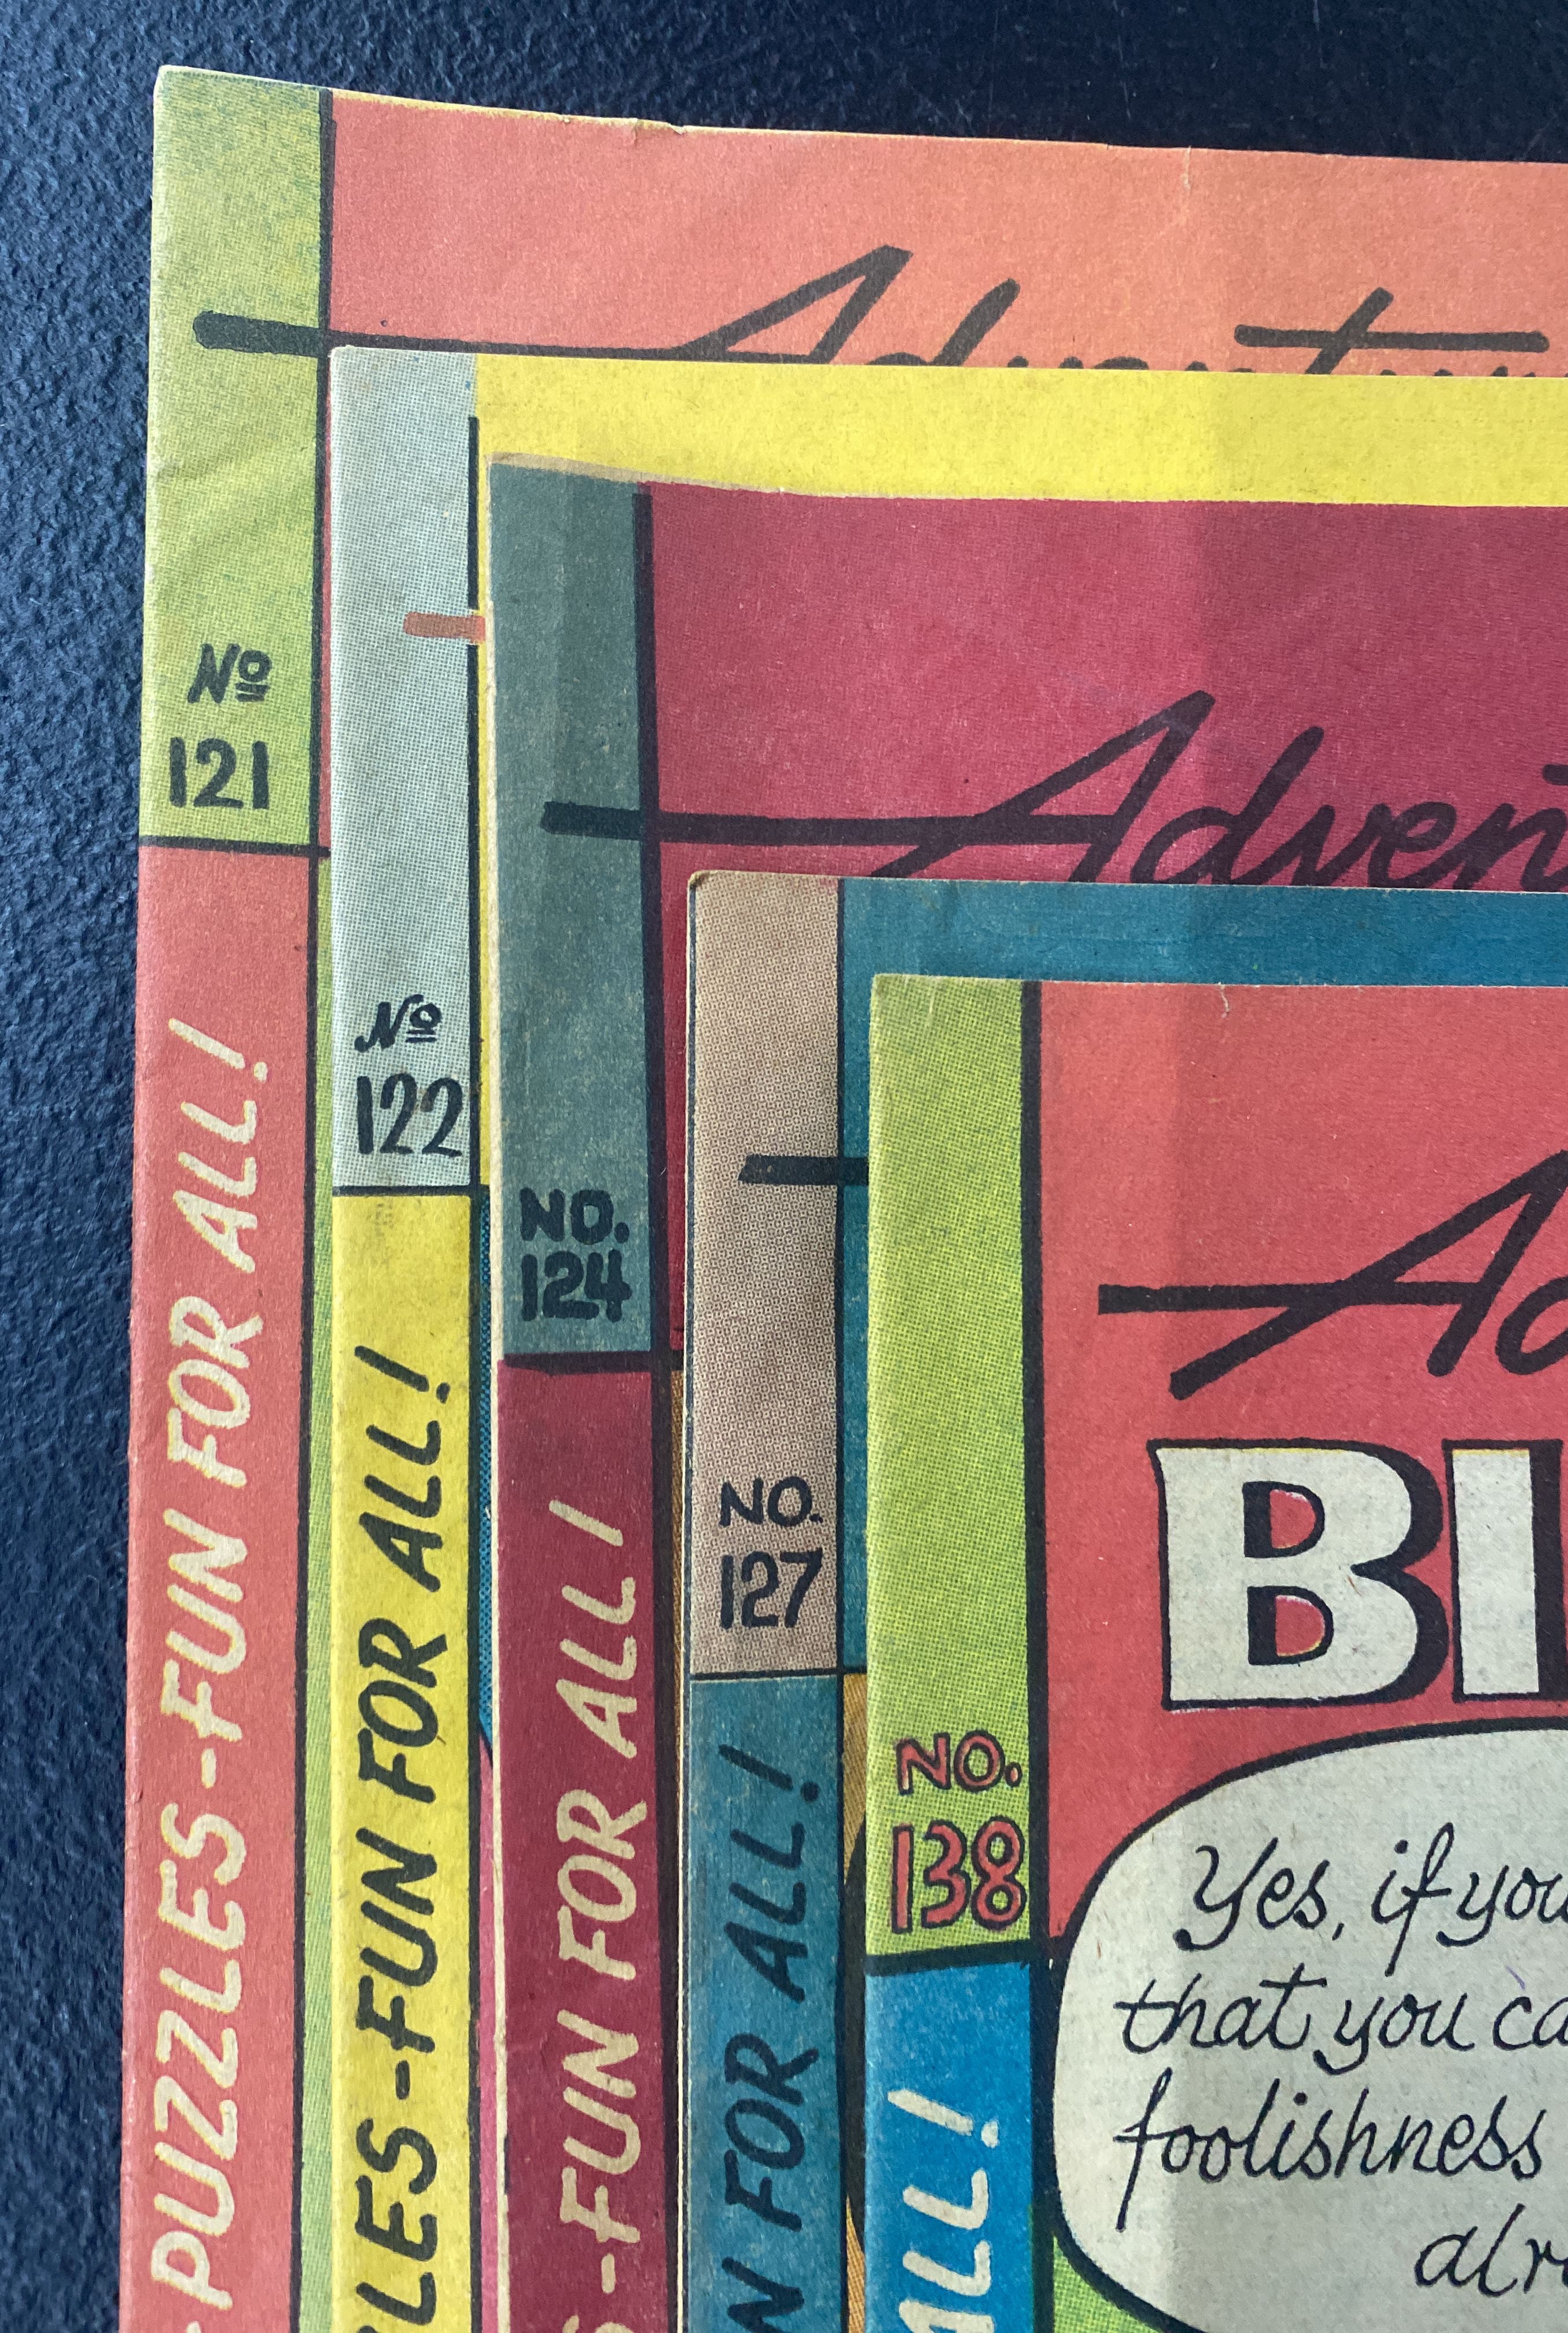 Adventur
No
121
PUZZLES-FUN FOR ALL!
No
122
LES-FUN FOR ALL!
Adven
NO.
124
S-FUN FOR ALL!
NO.
127
N FOR ALL!
Ad
BI
NO.
138
ALL!
Yes, if you
that you ca
foolishness
alr